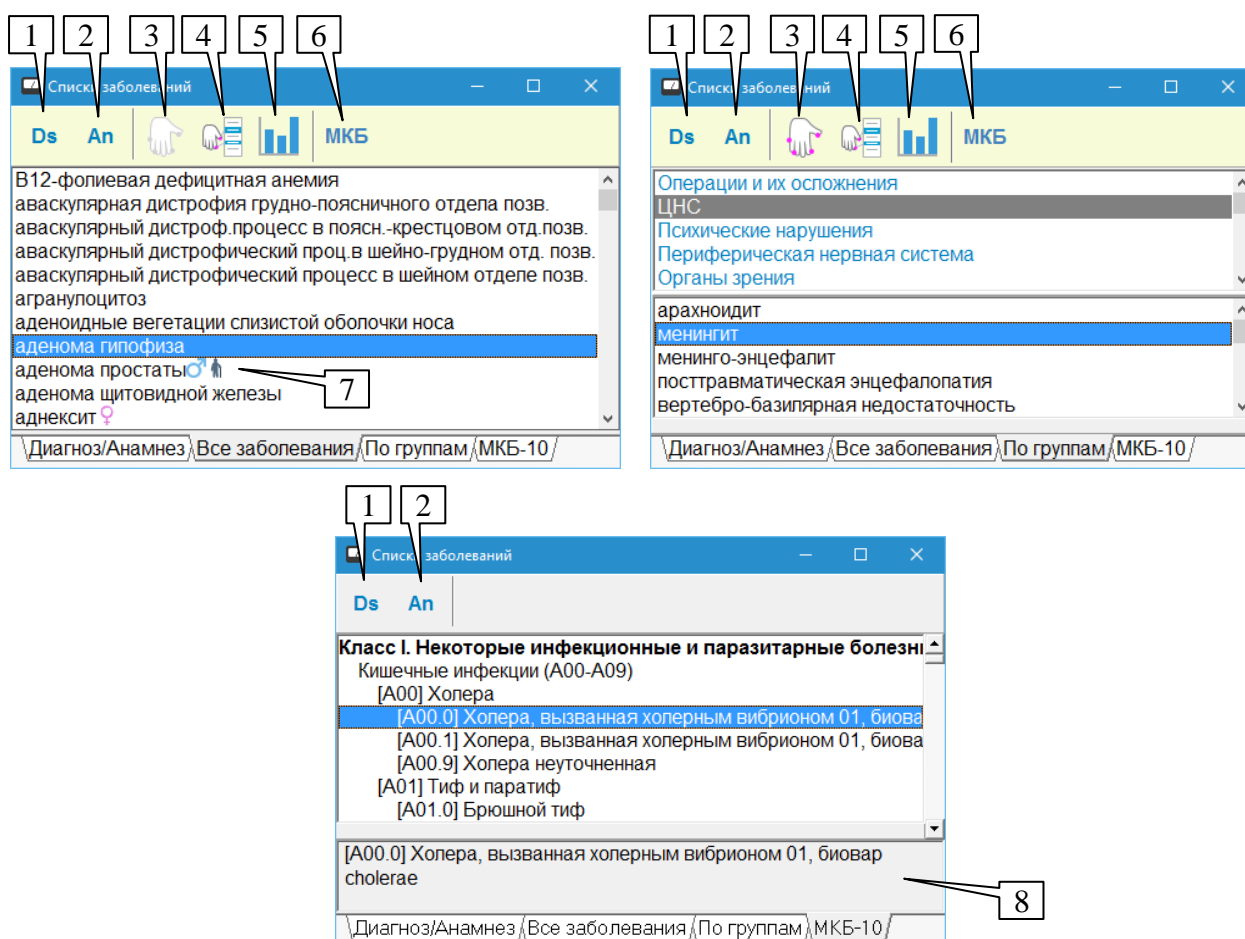 1 2 3 4 5 6
Списки заболеваний
Ds An МКБ
В12-фолиевая дефицитная анемия
аваскулярная дистрофия грудно-поясничного отдела позв.
аваскулярный дистроф.процесс в поясн.-крестцовом отд.позв.
аваскулярный дистрофический проц.в шейно-грудном отд. позв.
аваскулярный дистрофический процесс в шейном отделе позв.
агранулоцитоз
аденоидные вегетации слизистой оболочки носа
аденома гипофиза
аденома простаты
7
аденома щитовидной железы
аднексит
Диагноз/Анамнез Все заболевания По группам МКБ-10
1 2 3 4 5 6
Списки заболеваний
Ds An МКБ
Операции и их осложнения
ЦНС
Психические нарушения
Периферическая нервная система
Органы зрения
арахноидит
менингит
менинго-энцефалит
посттравматическая энцефалопатия
вертебро-базилярная недостаточность
Диагноз/Анамнез Все заболевания По группам МКБ-10
1 2
Списки заболеваний
Ds An
Класс I. Некоторые инфекционные и паразитарные болезни
Кишечные инфекции (A00-A09)
[A00] Холера
[A00.0] Холера, вызванная холерным вибрионом 01, биова
[A00.1] Холера, вызванная холерным вибрионом 01, биова
[A00.9] Холера неуточненная
[A01] Тиф и паратиф
[A01.0] Брюшной тиф
[A00.0] Холера, вызванная холерным вибрионом 01, биовар
cholerae
8
Диагноз/Анамнез Все заболевания По группам МКБ-10